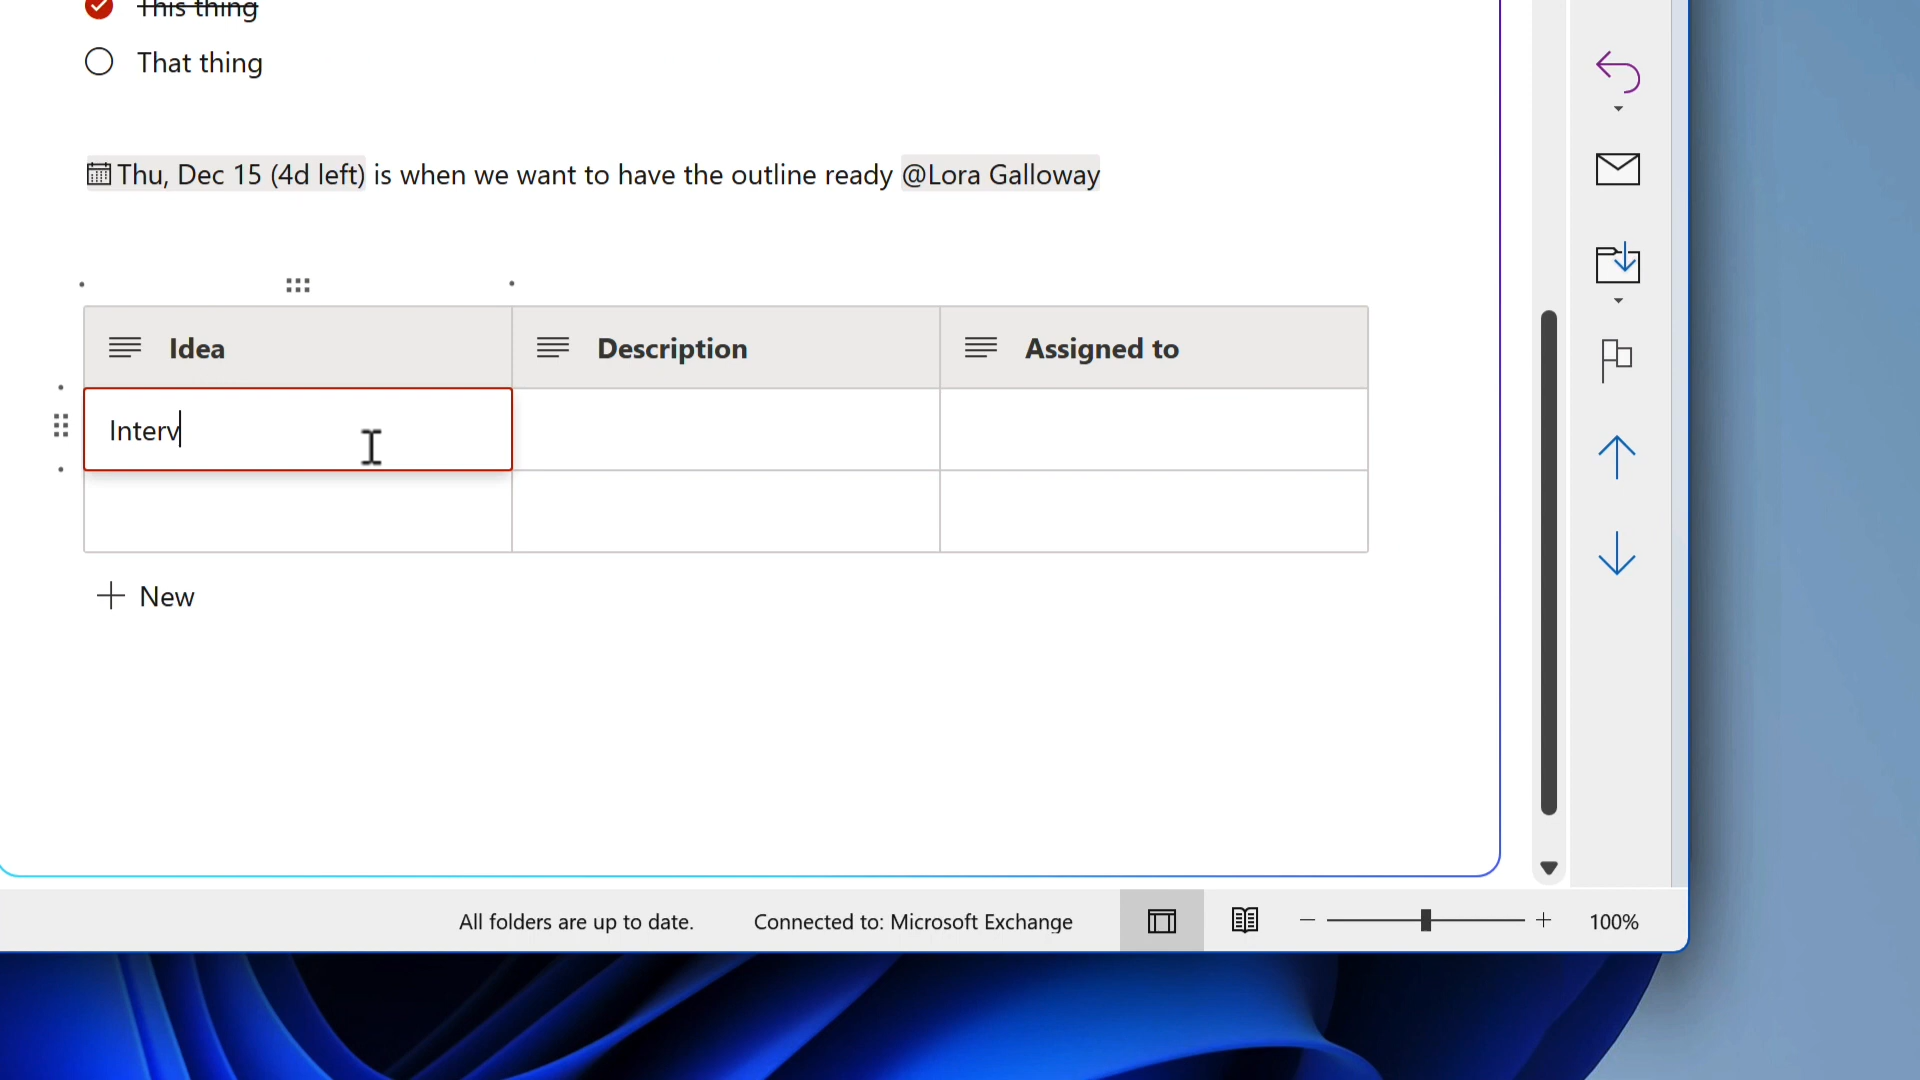 This thing
That thing
Thu, Dec 15 (4d left) is when we want to have the outline ready @Lora Galloway
Idea Description Assigned to
Interv
New
All folders are up to date. Connected to: Microsoft Exchange 100%